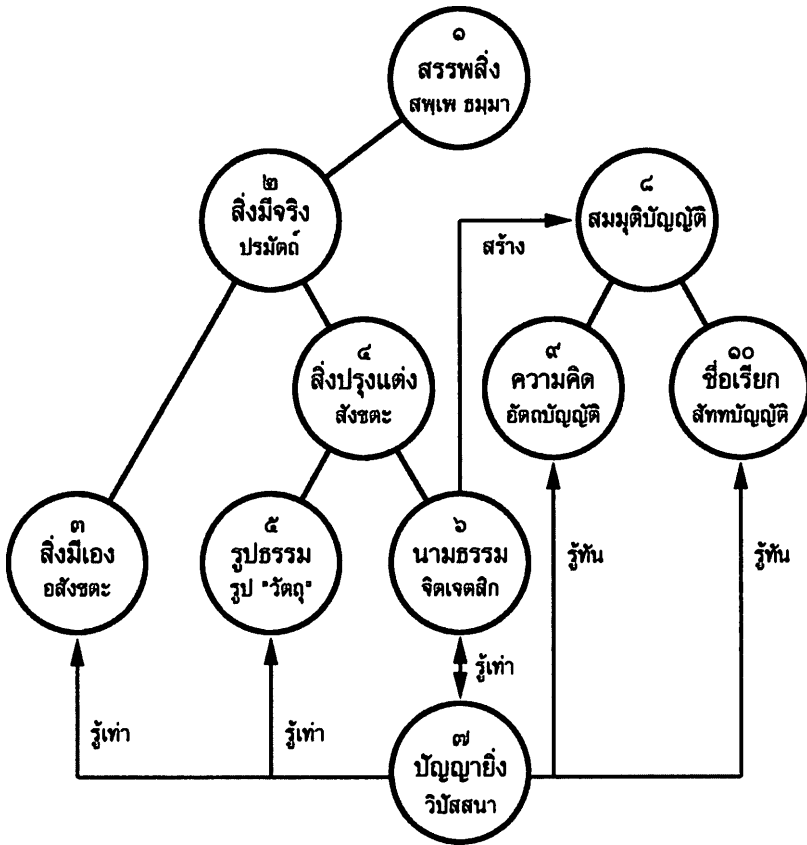 ๑
สรรพสิ่ง
สพฺเพ ธมฺมา
๒
สิ่งมีจริง
ปรมัตถ์
๘
สมมุติบัญญัติ
สร้าง
๔
สิ่งปรุงแต่ง
สังขตะ
๙
ความคิด
อัตถบัญญัติ
๑๐
ชื่อเรียก
สัททบัญญัติ
๓
สิ่งมีเอง
อสังขตะ
๕
รูปธรรม
รูป "วัตถุ"
๖
นามธรรม
จิตเจตสิก
รู้ทัน
รู้ทัน
รู้เท่า
รู้เท่า
รู้เท่า
๗
ปัญญายิ่ง
วิปัสสนา